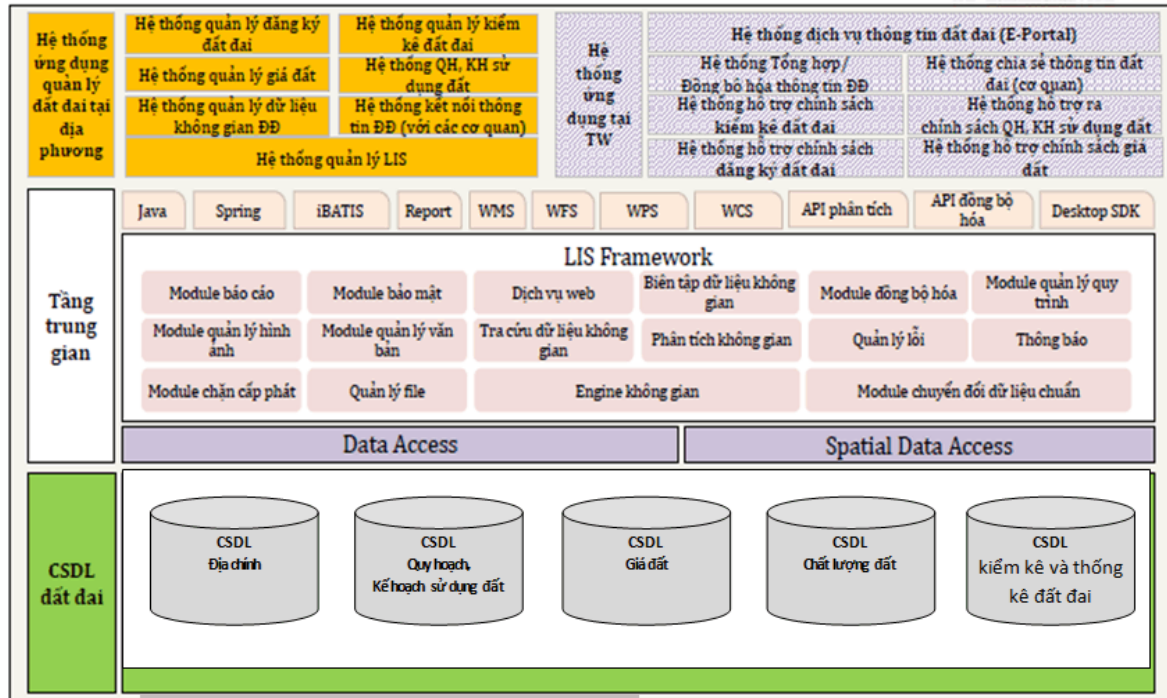 Hệ thống
ứng dụng
quản lý
đất đai tại
địa
phương
Hệ thống quản lý đăng ký
đất đai
Hệ thống quản lý kiểm
kê đất đai
Hệ thống quản lý giá đất
Hệ thống QH, KH sử
dụng đất
Hệ thống quản lý dữ liệu
không gian ĐĐ
Hệ thống kết nối thông
tin ĐĐ (với các cơ quan)
Hệ thống quản lý LIS
Hệ
thống
ứng
dụng tại
TW
Hệ thống dịch vụ thông tin đất đai (E-Portal)
Hệ thống Tổng hợp/
Đồng bộ hóa thông tin ĐĐ
Hệ thống chia sẻ thông tin đất
đai (cơ quan)
Hệ thống hỗ trợ chính sách
kiểm kê đất đai
Hệ thống hỗ trợ ra
chính sách QH, KH sử dụng đất
Hệ thống hỗ trợ chính sách
đăng ký đất đai
Hệ thống hỗ trợ chính sách giá
đất
Tầng
trung
gian
Java
Spring
iBATIS
Report
WMS
WFS
WPS
WCS
API phân tích
API đồng bộ
hóa
Desktop SDK
LIS Framework
Module báo cáo
Module bảo mật
Dịch vụ web
Biên tập dữ liệu không
gian
Module đồng bộ hóa
Module quản lý quy
trình
Module quản lý hình
ảnh
Module quản lý văn
bản
Tra cứu dữ liệu không
gian
Phân tích không gian
Quản lý lỗi
Thông báo
Module chặn cấp phát
Quản lý file
Engine không gian
Module chuyển đổi dữ liệu chuẩn
Data Access
Spatial Data Access
CSDL
đất đai
CSDL
Địa chính
CSDL
Quy hoạch,
Kế hoạch sử dụng đất
CSDL
Giá đất
CSDL
Chất lượng đất
CSDL
kiểm kê và thống
kê đất đai